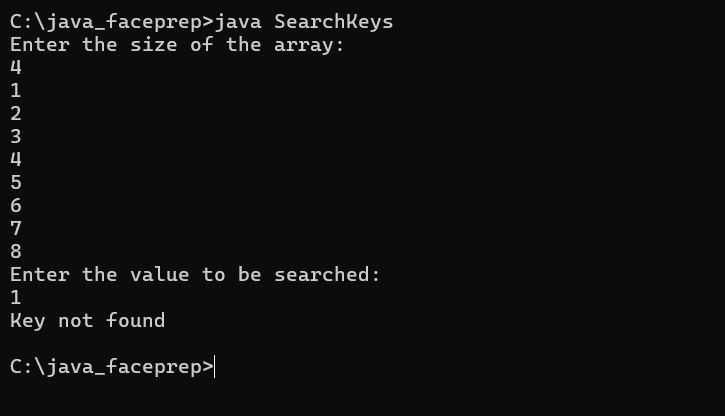 C:\java_faceprep>java SearchKeys
Enter the size of the array:
4
1
2
3
4
5
6
7
8
Enter the value to be searched:
1
Key not found
C:\java_faceprep>